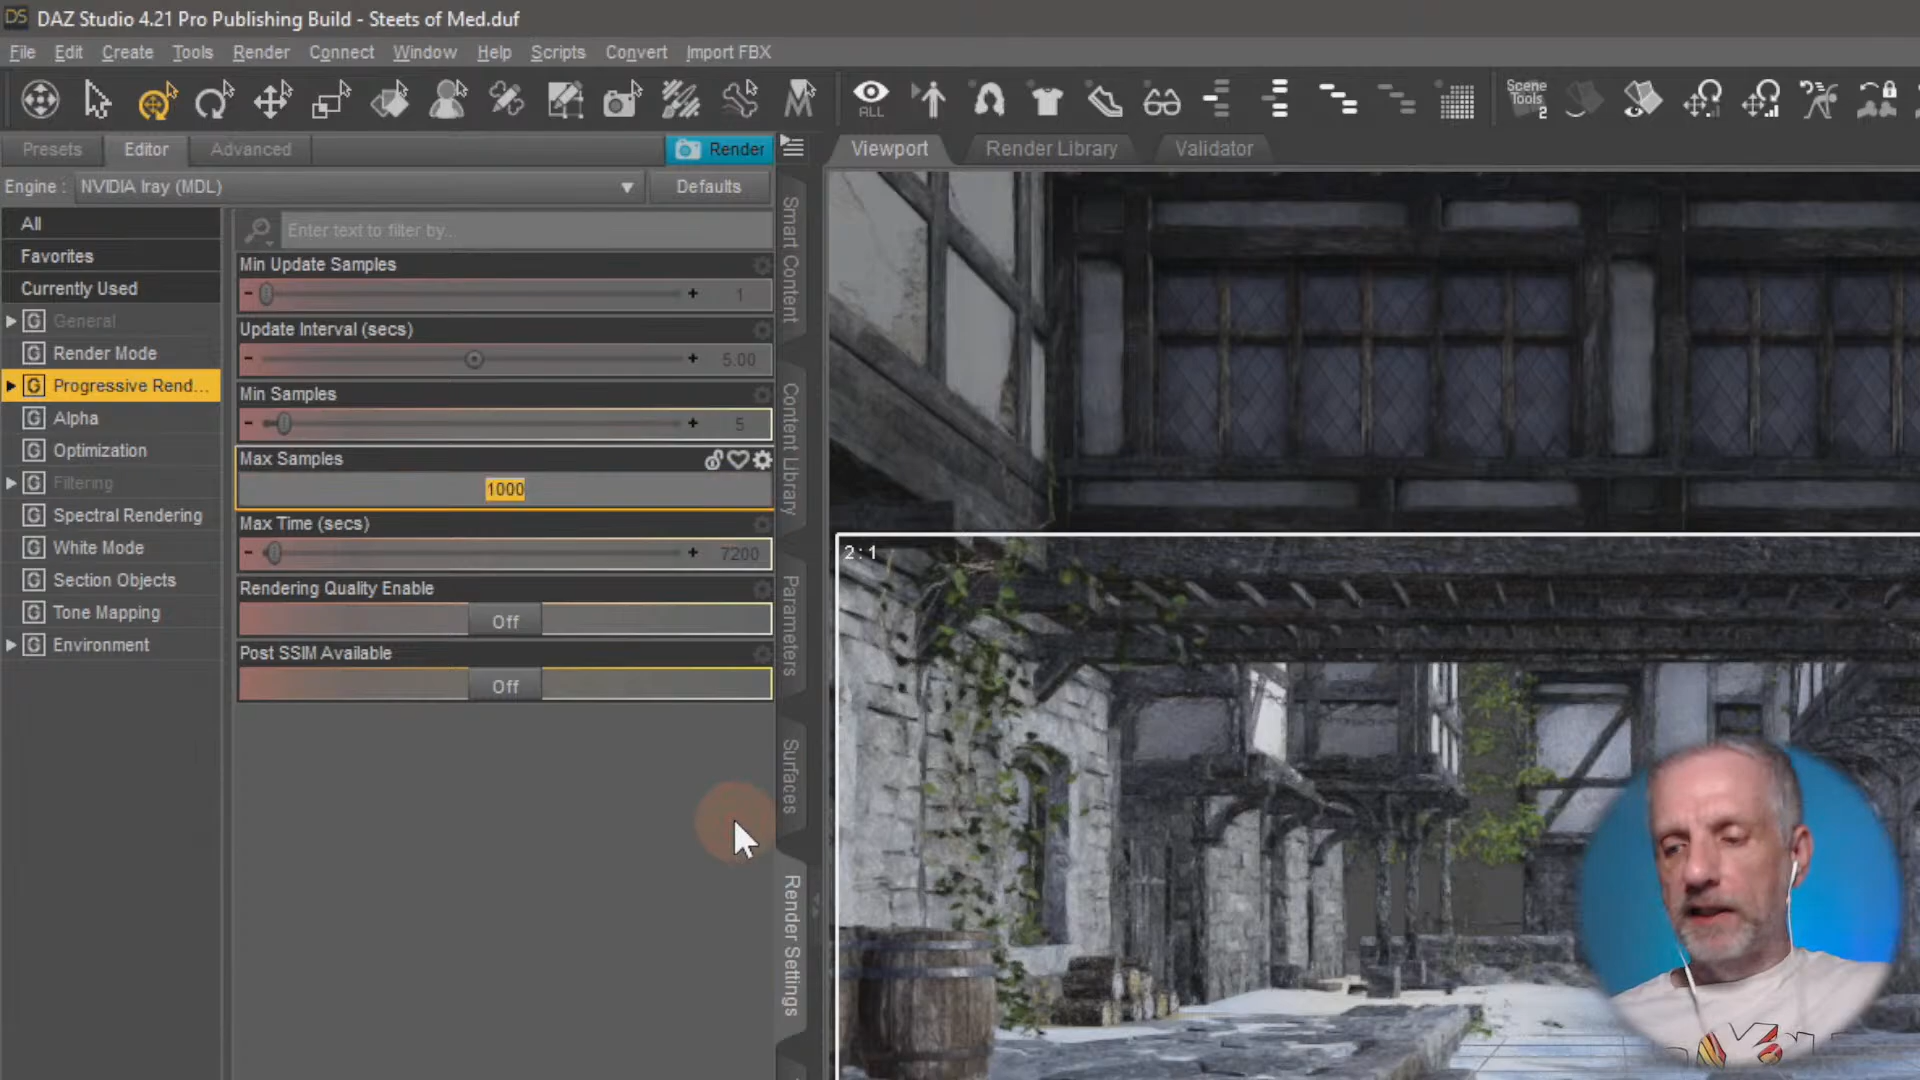 DS DAZ Studio 4.21 Pro Publishing Build - Steets of Med.duf
File Edit Create Tools Render Connect Window Help Scripts Convert Import FBX
ALL
Scene
Tools
2
Presets Editor Advanced Render
Viewport Render Library Validator
Engine : NVIDIA Iray (MDL) Defaults
All
Favorites
Currently Used
G General
G Render Mode
G Progressive Rend...
G Alpha
G Optimization
G Filtering
G Spectral Rendering
G White Mode
G Section Objects
G Tone Mapping
G Environment
Enter text to filter by...
Min Update Samples
- + 1
Update Interval (secs)
- + 5.00
Min Samples
- + 5
Max Samples
1000
Max Time (secs)
- + 7200
Rendering Quality Enable
Off
Post SSIM Available
Off
Smart Content
Content Library
Parameters
Surfaces
Render Settings
2 : 1